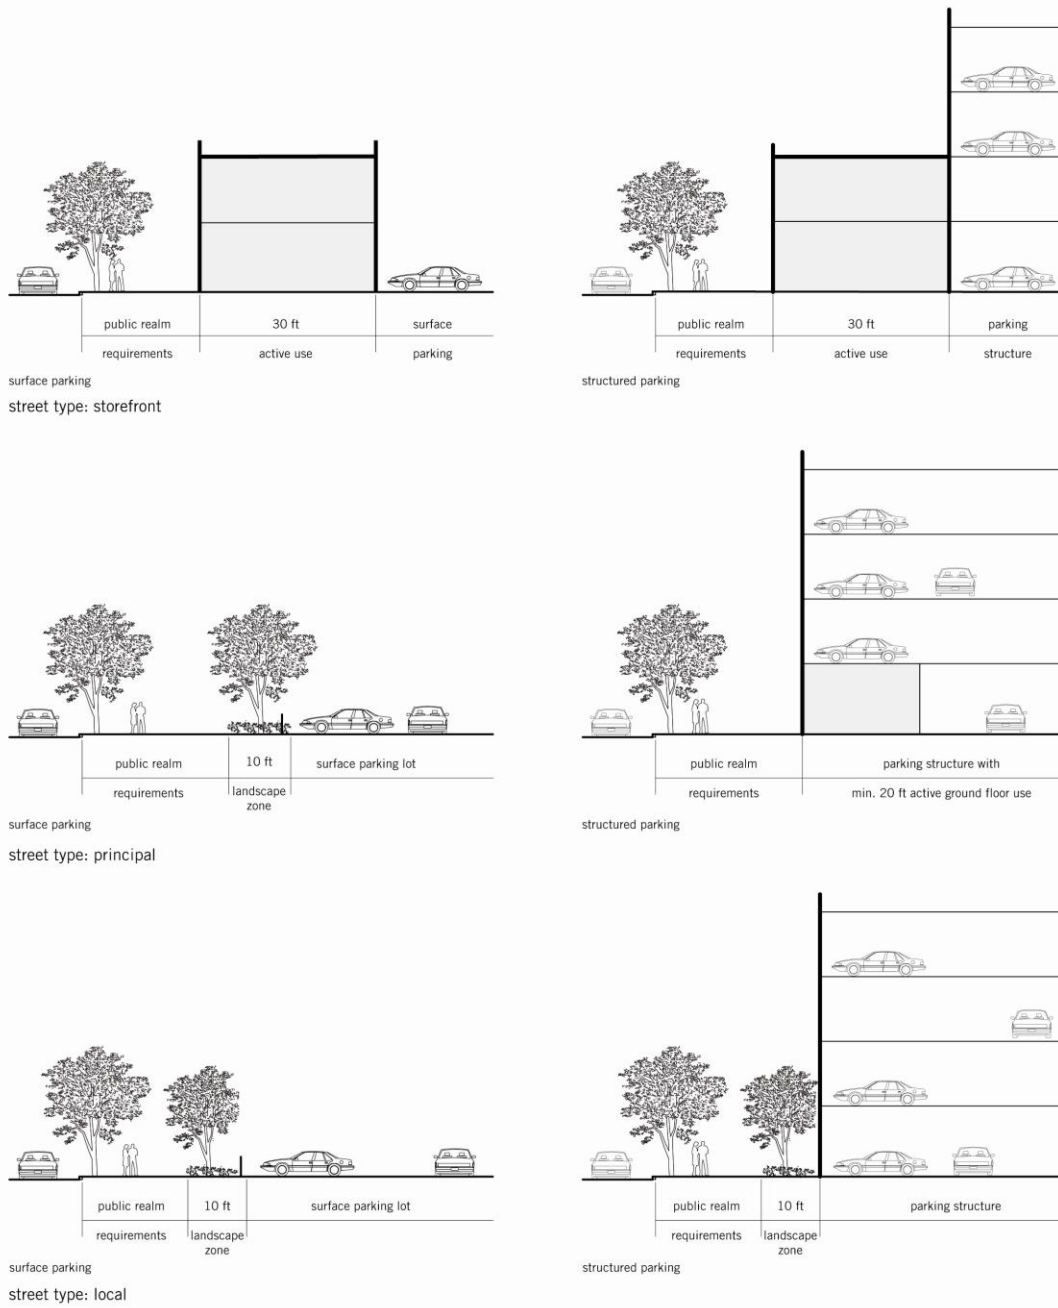 public realm 30 ft surface
requirements active use parking
surface parking
street type: storefront
public realm 30 ft parking
requirements active use structure
structured parking
public realm 10 ft surface parking lot
requirements landscape
zone
surface parking
street type: principal
public realm parking structure with
requirements min. 20 ft active ground floor use
structured parking
public realm 10 ft surface parking lot
requirements landscape
zone
surface parking
street type: local
public realm 10 ft parking structure
requirements landscape
zone
structured parking